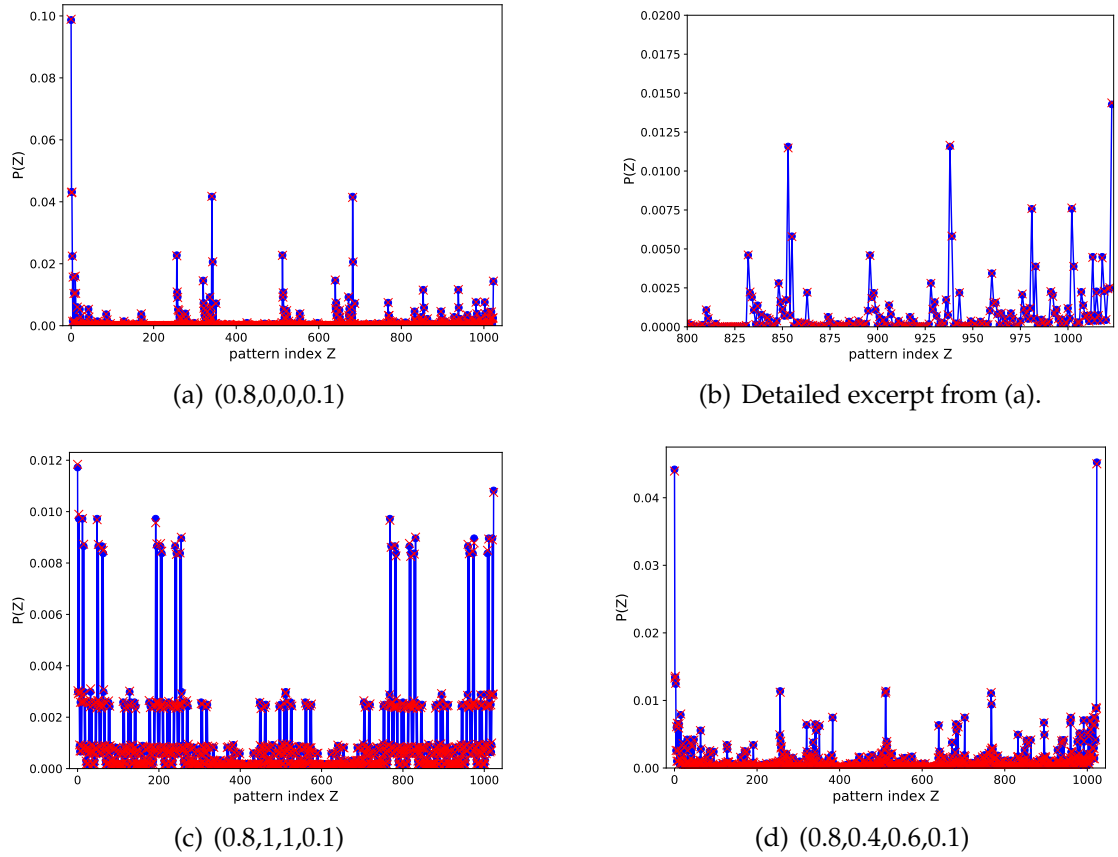 0.10
0.08
0.06
0.04
0.02
0.00
P(Z)
0 200 400 600 800 1000
pattern index Z
(a) (0.8,0,0,0.1)
0.0200
0.0175
0.0150
0.0125
0.0100
0.0075
0.0050
0.0025
0.0000
P(Z)
800 825 850 875 900 925 950 975 1000
pattern index Z
(b) Detailed excerpt from (a).
0.012
0.010
0.008
0.006
0.004
0.002
0.000
P(Z)
0 200 400 600 800 1000
pattern index Z
(c) (0.8,1,1,0.1)
0.04
0.03
0.02
0.01
0.00
P(Z)
0 200 400 600 800 1000
pattern index Z
(d) (0.8,0.4,0.6,0.1)